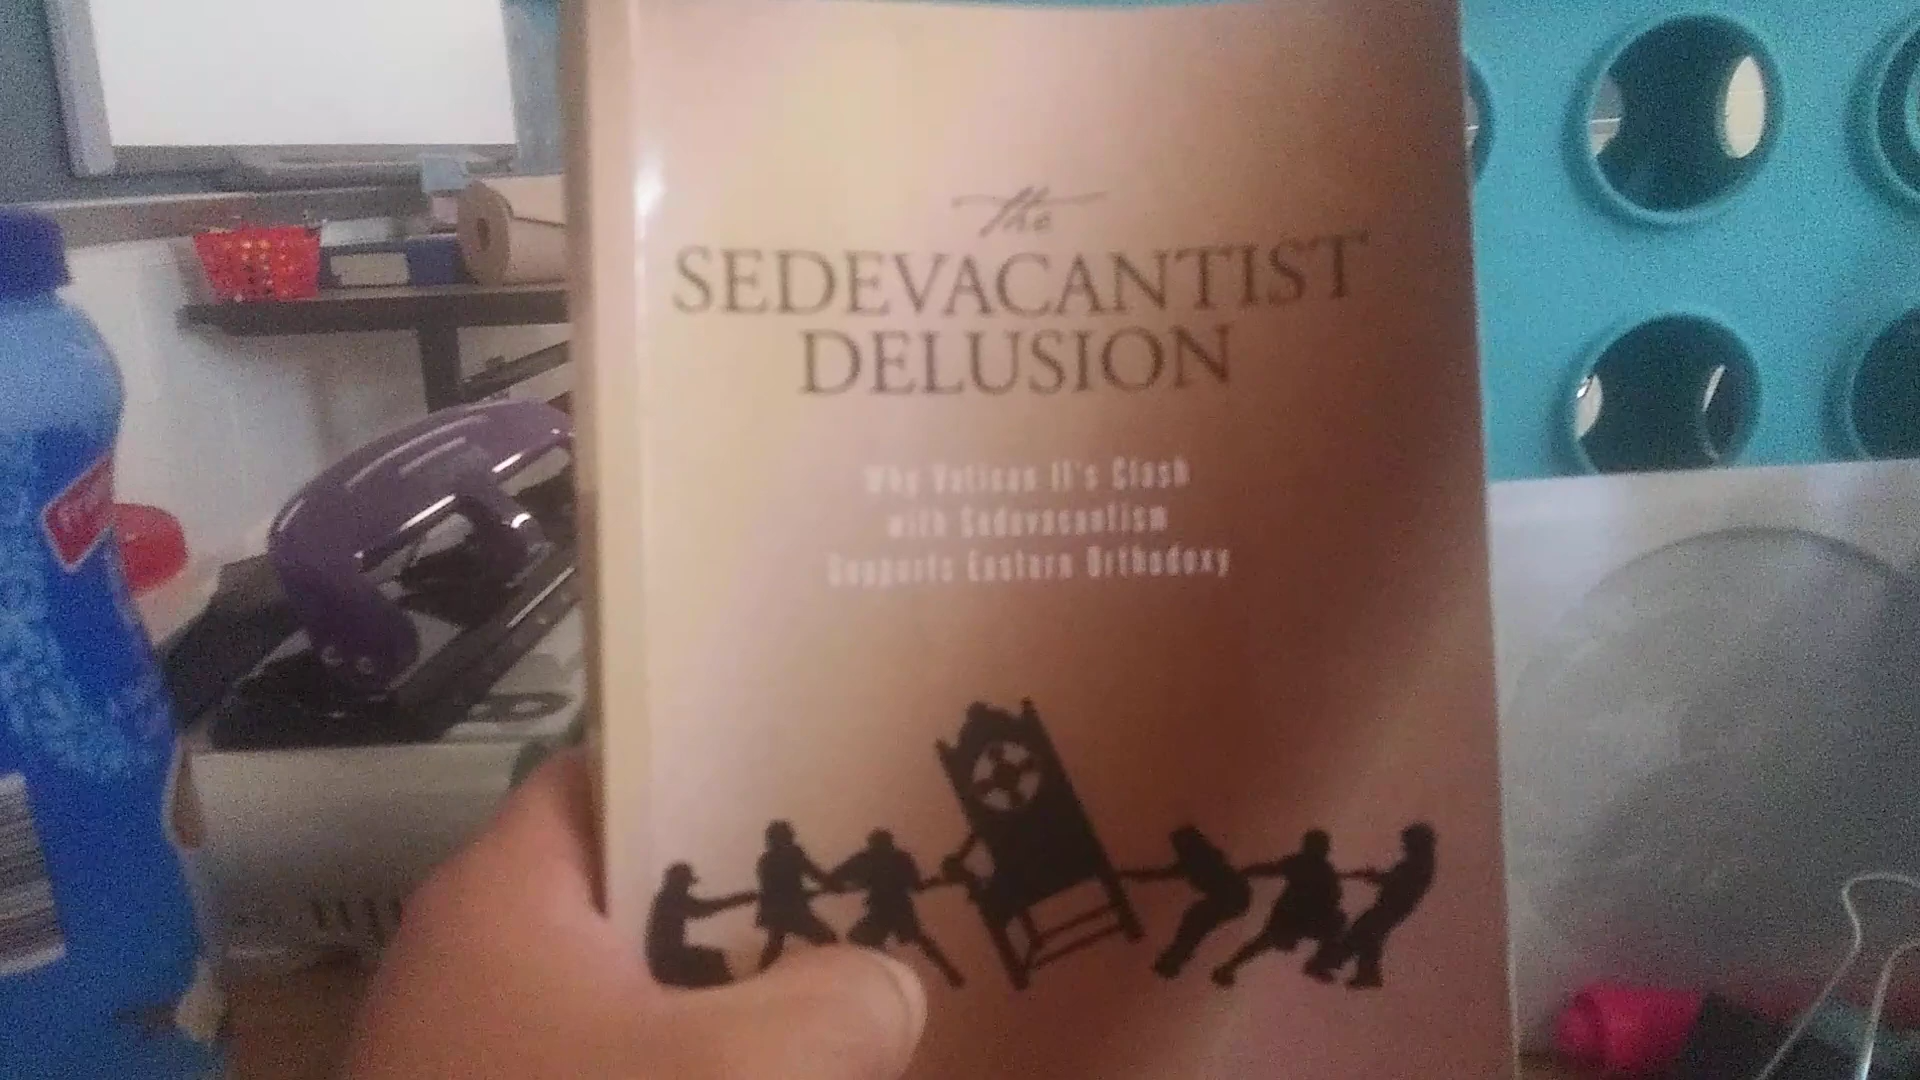 the
SEDEVACANTIST
DELUSION
Why Vatican II's Clash
with Sedevacantism
Supports Eastern Orthodoxy